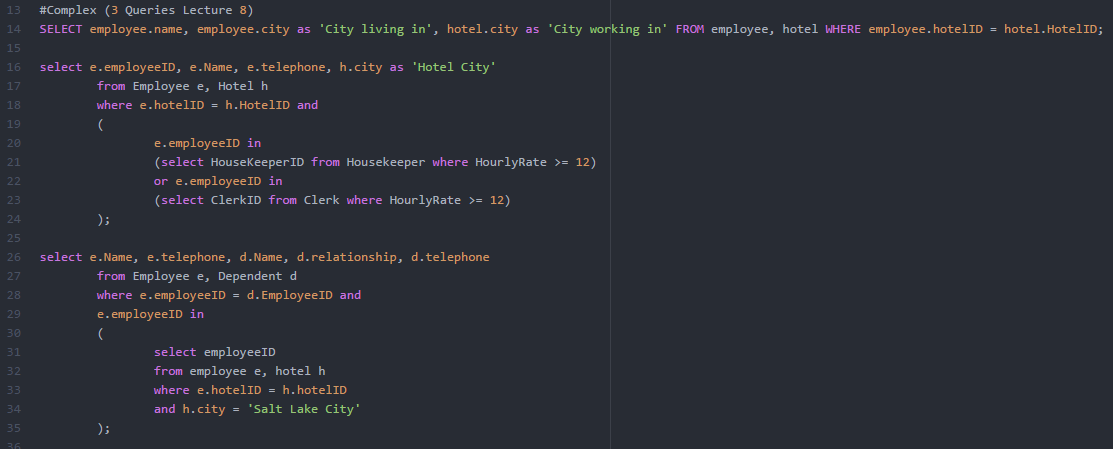 13 #Complex (3 Queries Lecture 8)
14 SELECT employee.name, employee.city as 'City living in', hotel.city as 'City working in' FROM employee, hotel WHERE employee.hotelID = hotel.HotelID;
15
16 select e.employeeID, e.Name, e.telephone, h.city as 'Hotel City'
17 from Employee e, Hotel h
18 where e.hotelID = h.HotelID and
19 (
20 e.employeeID in
21 (select HouseKeeperID from Housekeeper where HourlyRate >= 12)
22 or e.employeeID in
23 (select ClerkID from Clerk where HourlyRate >= 12)
24 );
25
26 select e.Name, e.telephone, d.Name, d.relationship, d.telephone
27 from Employee e, Dependent d
28 where e.employeeID = d.EmployeeID and
29 e.employeeID in
30 (
31 select employeeID
32 from employee e, hotel h
33 where e.hotelID = h.hotelID
34 and h.city = 'Salt Lake City'
35 );
36